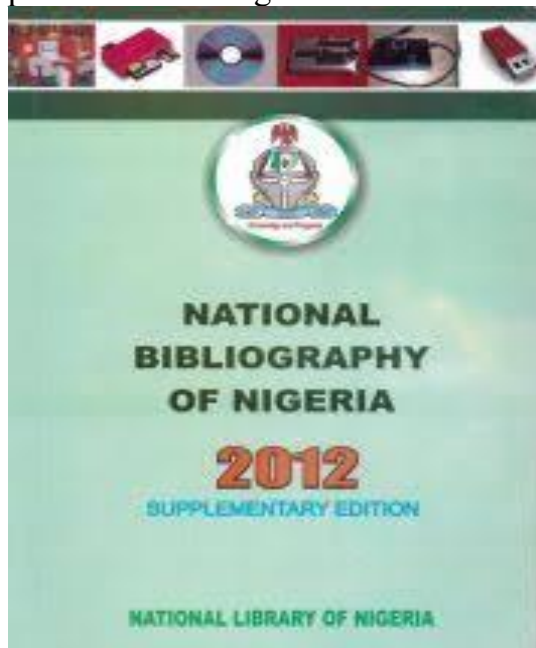 NATIONAL
BIBLIOGRAPHY
OF NIGERIA
2012
SUPPLEMENTARY EDITION
NATIONAL LIBRARY OF NIGERIA